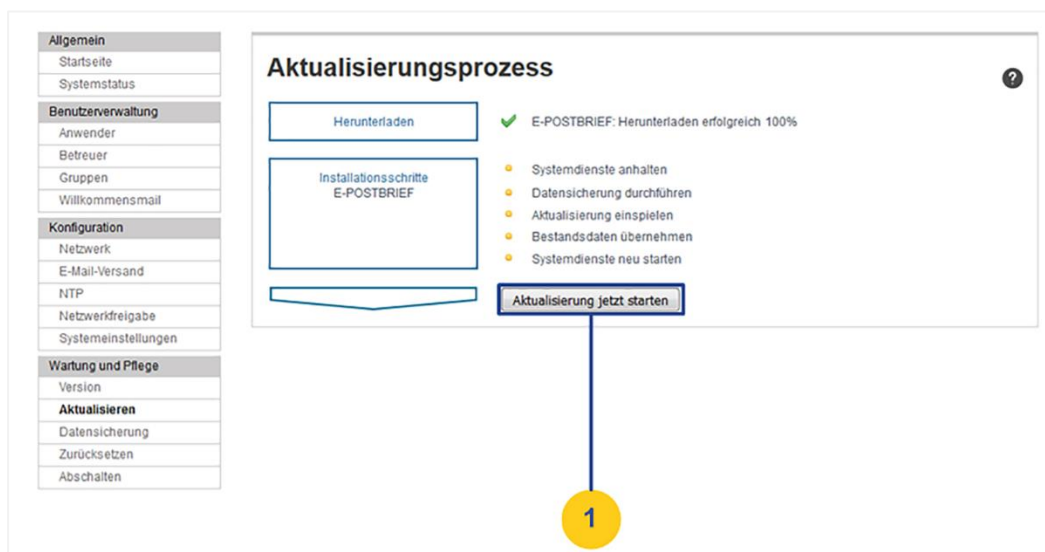 Allgemein
Startseite
Systemstatus
Benutzerverwaltung
Anwender
Betreuer
Gruppen
Willkommensmail
Konfiguration
Netzwerk
E-Mail-Versand
NTP
Netzwerkfreigabe
Systemeinstellungen
Wartung und Pflege
Version
Aktualisieren
Datensicherung
Zurücksetzen
Abschalten
Aktualisierungsprozess
?
Herunterladen
E-POSTBRIEF: Herunterladen erfolgreich 100%
Installationsschritte
E-POSTBRIEF
Systemdienste anhalten
Datensicherung durchführen
Aktualisierung einspielen
Bestandsdaten übernehmen
Systemdienste neu starten
Aktualisierung jetzt starten
1